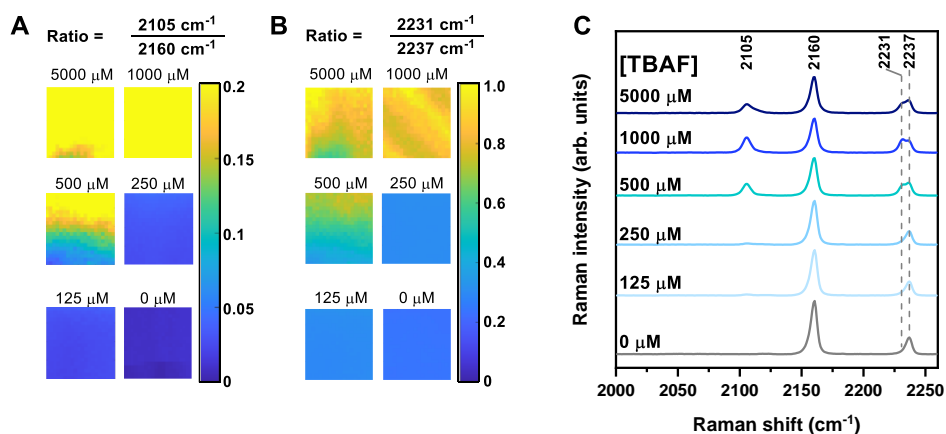 A
Ratio = 2105 cm⁻¹
2160 cm⁻¹
5000 μM 1000 μM
500 μM 250 μM
125 μM 0 μM
0.2
0.15
0.1
0.05
0
B
Ratio = 2231 cm⁻¹
2237 cm⁻¹
5000 μM 1000 μM
500 μM 250 μM
125 μM 0 μM
1.0
0.8
0.6
0.4
0.2
0
C
[TBAF]
2105
2160
2231
2237
5000 μM
1000 μM
500 μM
250 μM
125 μM
0 μM
Raman intensity (arb. units)
2000 2050 2100 2150 2200 2250
Raman shift (cm⁻¹)